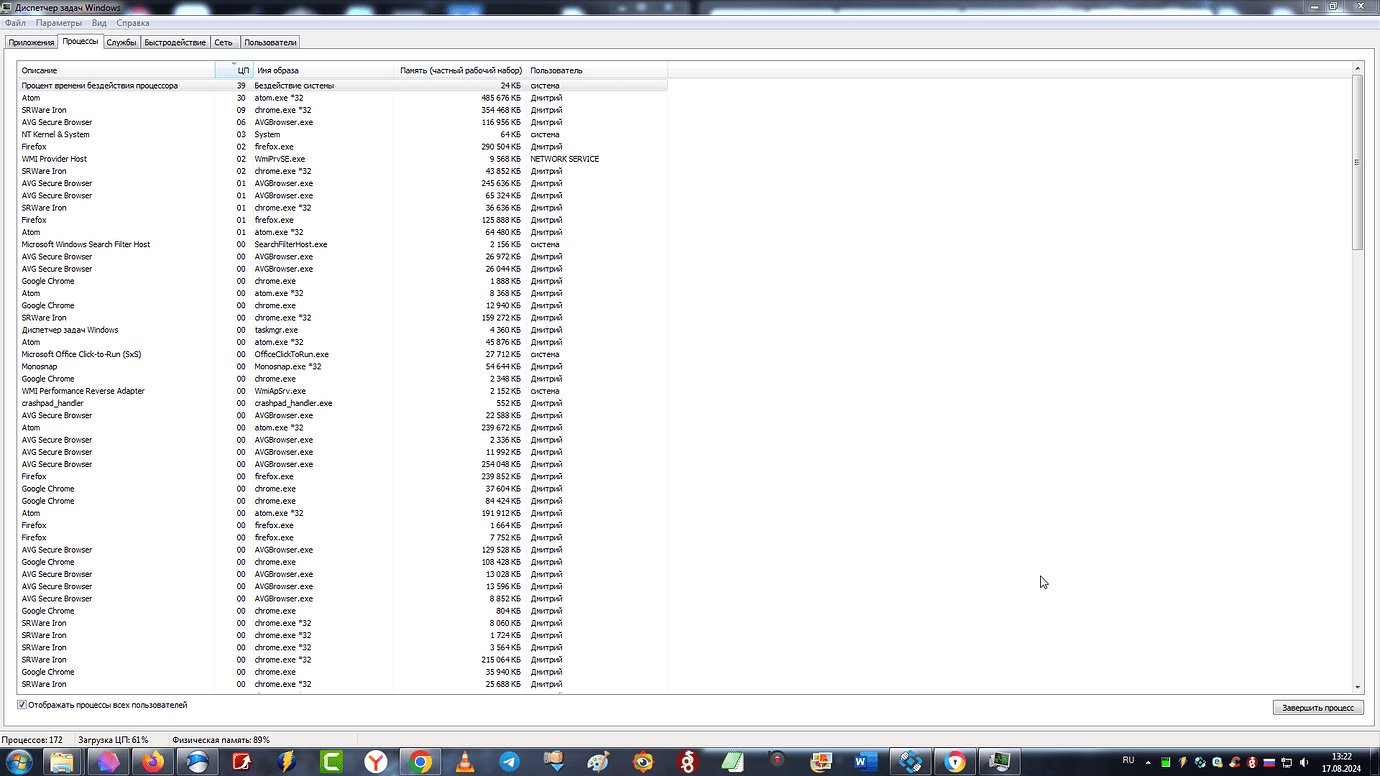 Диспетчер задач Windows
Файл Параметры Вид Справка
Приложения Процессы Службы Быстродействие Сеть Пользователи
Описание ЦП Имя образа Память (частный рабочий набор) Пользователь
Процент времени бездействия процессора 39 Бездействие системы 24 КБ система
Atom 30 atom.exe *32 485 676 КБ Дмитрий
SRWare Iron 09 chrome.exe *32 354 468 КБ Дмитрий
AVG Secure Browser 06 AVGBrowser.exe 116 956 КБ Дмитрий
NT Kernel & System 03 System 64 КБ система
Firefox 02 firefox.exe 290 504 КБ Дмитрий
WMI Provider Host 02 WmiPrvSE.exe 9 568 КБ NETWORK SERVICE
SRWare Iron 02 chrome.exe *32 43 852 КБ Дмитрий
AVG Secure Browser 01 AVGBrowser.exe 245 636 КБ Дмитрий
AVG Secure Browser 01 AVGBrowser.exe 65 324 КБ Дмитрий
SRWare Iron 01 chrome.exe *32 36 636 КБ Дмитрий
Firefox 01 firefox.exe 125 888 КБ Дмитрий
Atom 01 atom.exe *32 64 480 КБ Дмитрий
Microsoft Windows Search Filter Host 00 SearchFilterHost.exe 2 156 КБ система
AVG Secure Browser 00 AVGBrowser.exe 26 972 КБ Дмитрий
AVG Secure Browser 00 AVGBrowser.exe 26 044 КБ Дмитрий
Google Chrome 00 chrome.exe 1 888 КБ Дмитрий
Atom 00 atom.exe *32 8 368 КБ Дмитрий
Google Chrome 00 chrome.exe 12 940 КБ Дмитрий
SRWare Iron 00 chrome.exe *32 159 272 КБ Дмитрий
Диспетчер задач Windows 00 taskmgr.exe 4 360 КБ Дмитрий
Atom 00 atom.exe *32 45 876 КБ Дмитрий
Microsoft Office Click-to-Run (SxS) 00 OfficeClickToRun.exe 27 712 КБ система
Monosnap 00 Monosnap.exe *32 54 644 КБ Дмитрий
Google Chrome 00 chrome.exe 2 348 КБ Дмитрий
WMI Performance Reverse Adapter 00 WmiApSrv.exe 2 152 КБ система
crashpad_handler 00 crashpad_handler.exe 552 КБ Дмитрий
AVG Secure Browser 00 AVGBrowser.exe 22 588 КБ Дмитрий
Atom 00 atom.exe *32 239 672 КБ Дмитрий
AVG Secure Browser 00 AVGBrowser.exe 2 336 КБ Дмитрий
AVG Secure Browser 00 AVGBrowser.exe 11 992 КБ Дмитрий
AVG Secure Browser 00 AVGBrowser.exe 254 048 КБ Дмитрий
Firefox 00 firefox.exe 239 852 КБ Дмитрий
Google Chrome 00 chrome.exe 37 604 КБ Дмитрий
Google Chrome 00 chrome.exe 84 424 КБ Дмитрий
Atom 00 atom.exe *32 191 912 КБ Дмитрий
Firefox 00 firefox.exe 1 664 КБ Дмитрий
Firefox 00 firefox.exe 7 752 КБ Дмитрий
AVG Secure Browser 00 AVGBrowser.exe 129 528 КБ Дмитрий
Google Chrome 00 chrome.exe 108 428 КБ Дмитрий
AVG Secure Browser 00 AVGBrowser.exe 13 028 КБ Дмитрий
AVG Secure Browser 00 AVGBrowser.exe 13 596 КБ Дмитрий
AVG Secure Browser 00 AVGBrowser.exe 8 852 КБ Дмитрий
Google Chrome 00 chrome.exe 804 КБ Дмитрий
SRWare Iron 00 chrome.exe *32 8 060 КБ Дмитрий
SRWare Iron 00 chrome.exe *32 1 724 КБ Дмитрий
SRWare Iron 00 chrome.exe *32 3 564 КБ Дмитрий
SRWare Iron 00 chrome.exe *32 215 064 КБ Дмитрий
Google Chrome 00 chrome.exe 35 940 КБ Дмитрий
SRWare Iron 00 chrome.exe *32 25 688 КБ Дмитрий
Отображать процессы всех пользователей Завершить процесс
Процессов: 172 Загрузка ЦП: 61% Физическая память: 89%
RU 13:22
17.08.2024